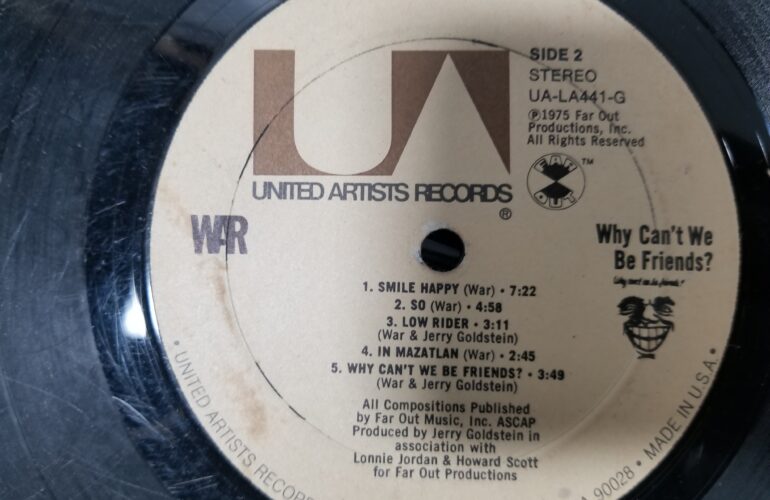 SIDE 2
STEREO
UA-LA441-G
℗1975 Far Out
Productions, Inc.
All Rights Reserved
UA
UNITED ARTISTS RECORDS
®
FAR OUT ™
WAR
Why Can't We
Be Friends?
1. SMILE HAPPY (War) • 7:22
2. SO (War) • 4:58
3. LOW RIDER • 3:11
(War & Jerry Goldstein)
4. IN MAZATLAN (War) • 2:45
5. WHY CAN'T WE BE FRIENDS? • 3:49
(War & Jerry Goldstein)
All Compositions Published
by Far Out Music, Inc. ASCAP
Produced by Jerry Goldstein in
association with
Lonnie Jordan & Howard Scott
for Far Out Productions
• UNITED ARTISTS RECORDS
90028 • MADE IN U.S.A. •